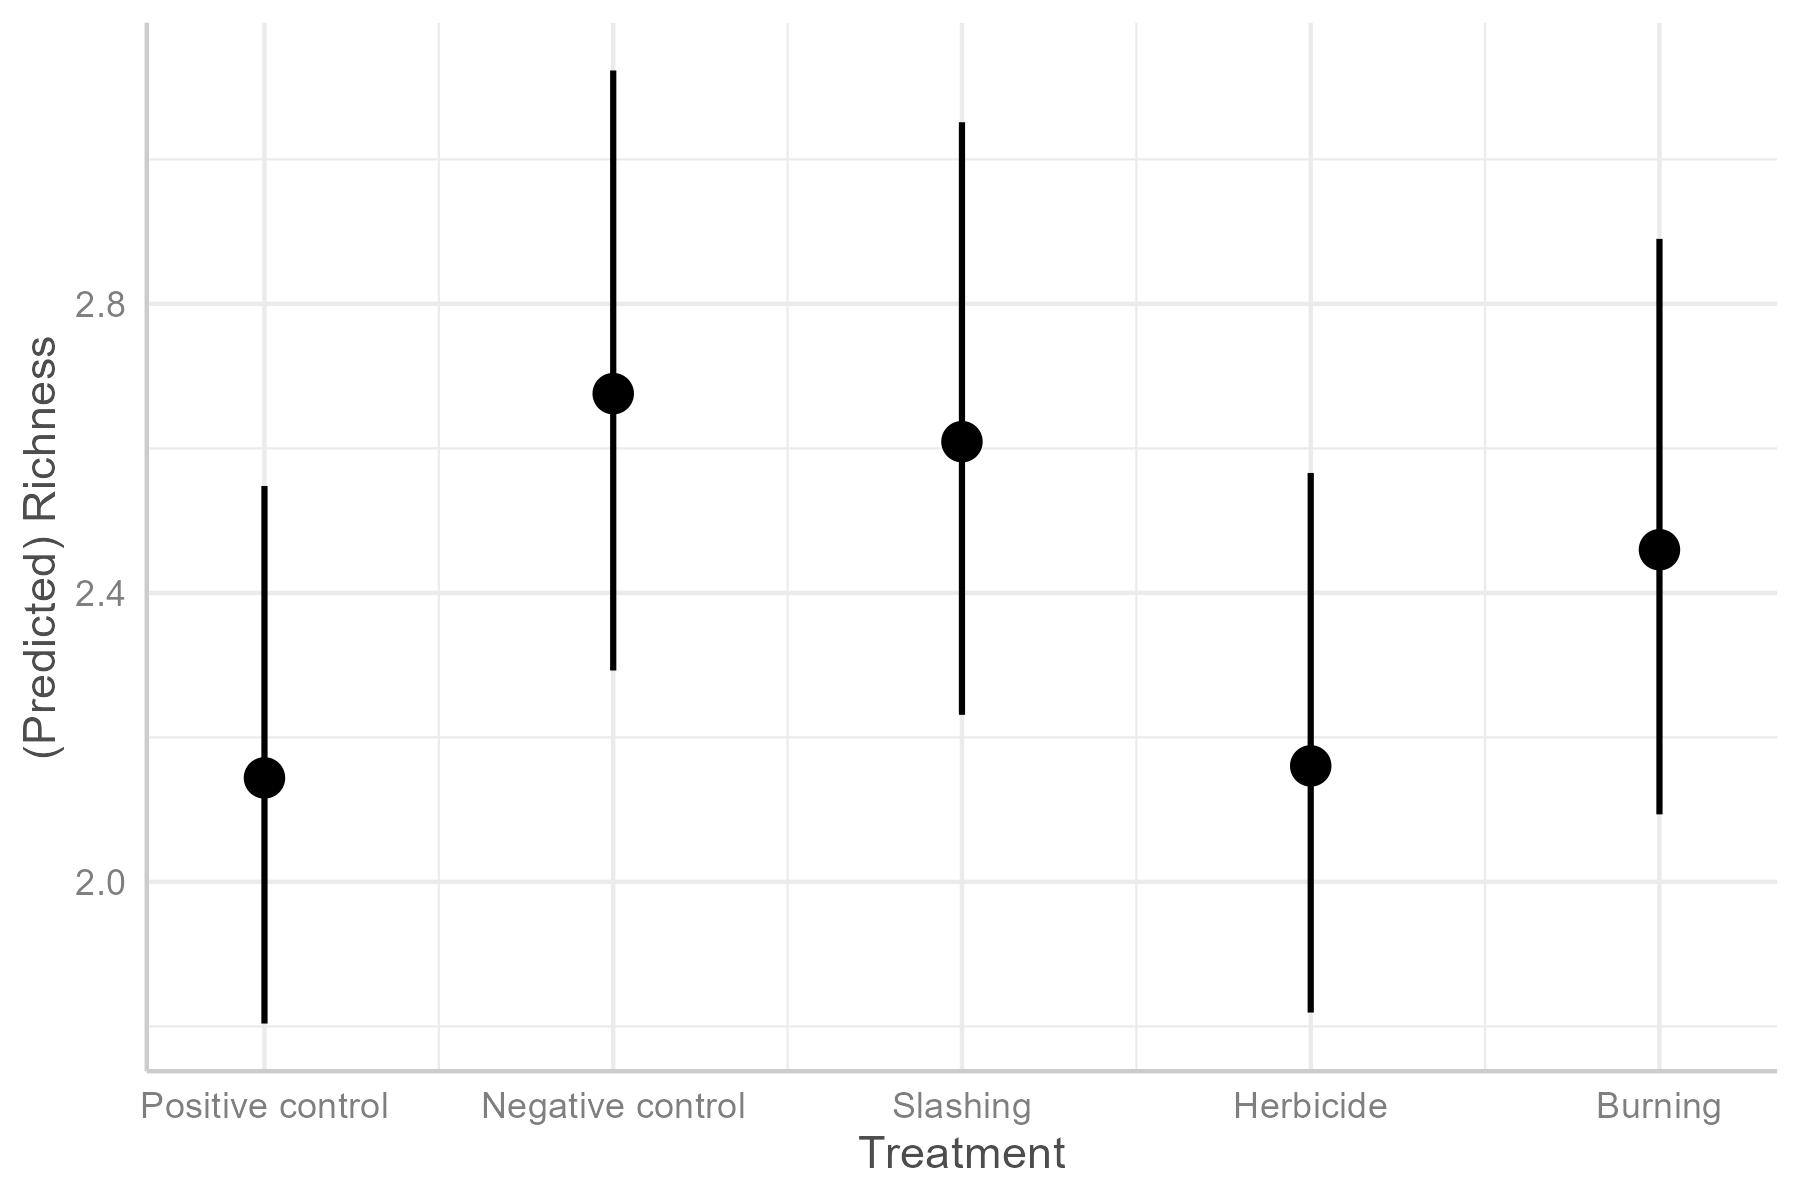 (Predicted) Richness
2.8
2.4
2.0
Positive control Negative control Slashing Herbicide Burning
Treatment